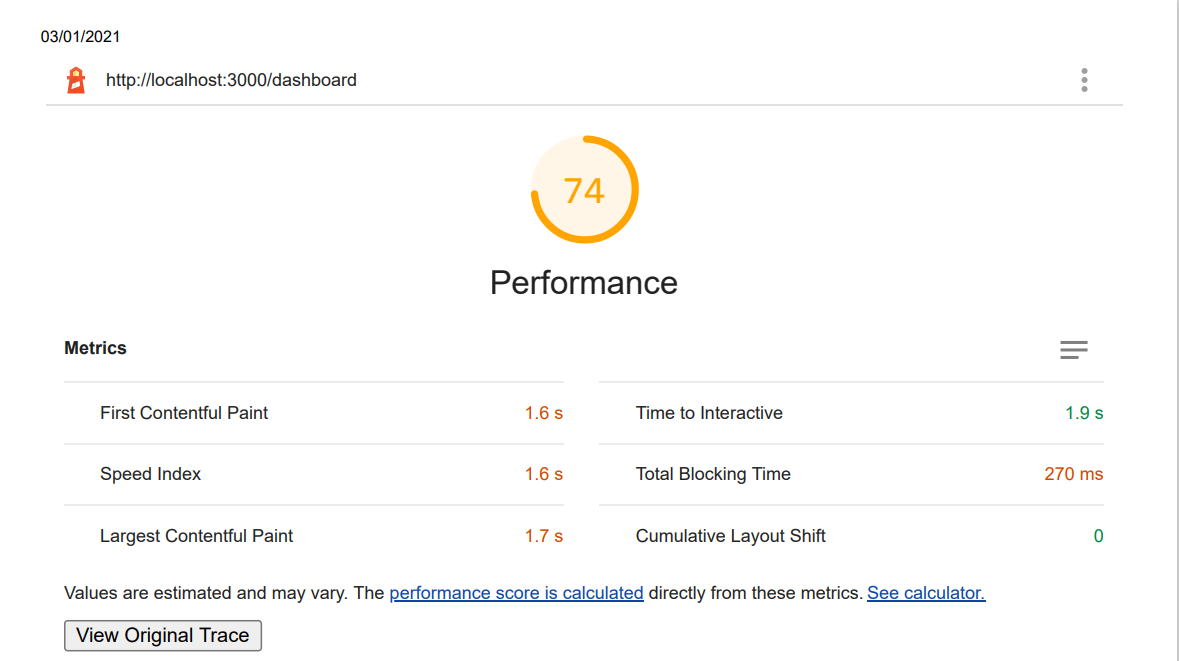 03/01/2021
http://localhost:3000/dashboard
74
Performance
Metrics
First Contentful Paint 1.6 s
Time to Interactive 1.9 s
Speed Index 1.6 s
Total Blocking Time 270 ms
Largest Contentful Paint 1.7 s
Cumulative Layout Shift 0
Values are estimated and may vary. The performance score is calculated directly from these metrics. See calculator.
View Original Trace